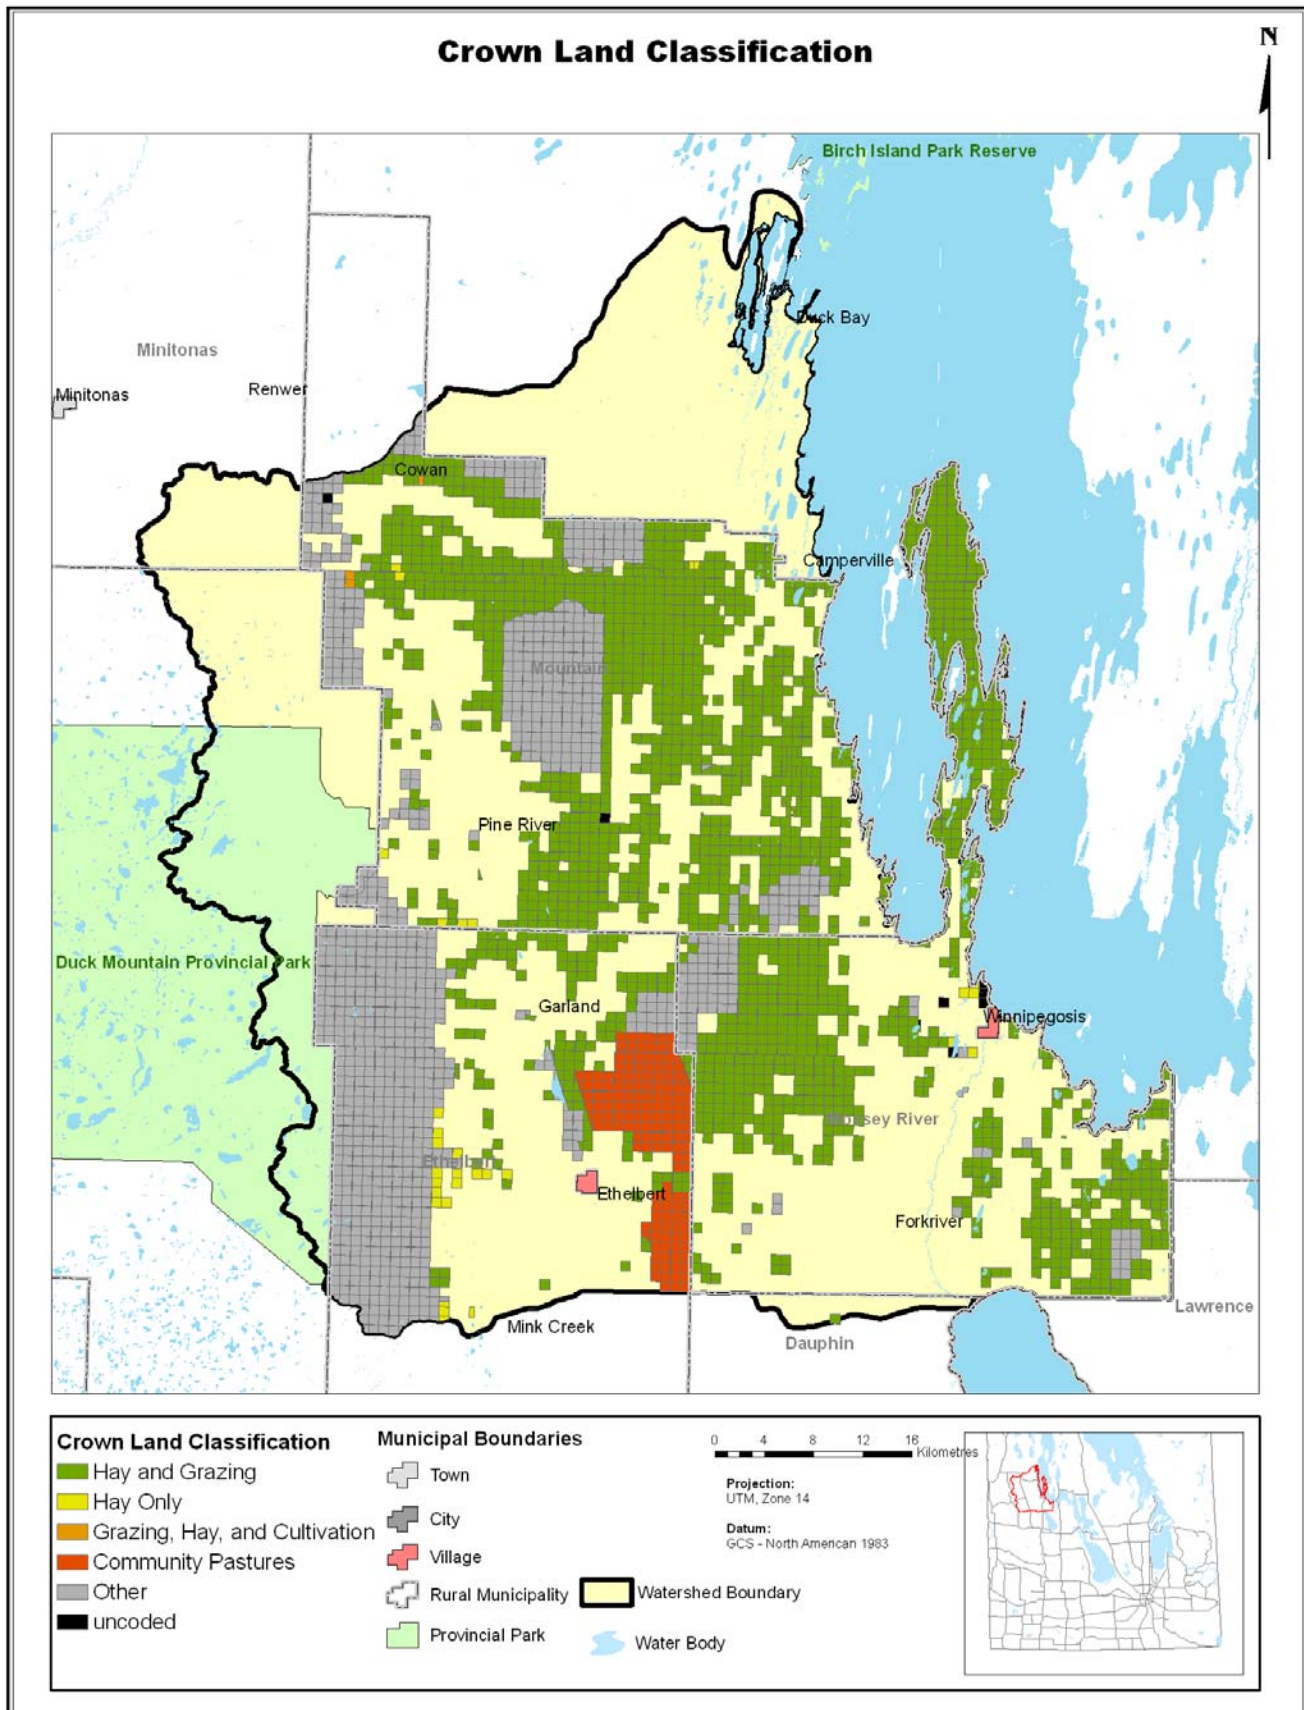 Crown Land Classification
N
Birch Island Park Reserve
Duck Bay
Minitonas
Renwer
Minitonas
Cowan
Camperville
Mountain
Pine River
Duck Mountain Provincial Park
Garland
Winnipegosis
Mossey River
Ethelbert
Ethelbert
Forkriver
Lawrence
Mink Creek
Dauphin
Crown Land Classification
Hay and Grazing
Hay Only
Grazing, Hay, and Cultivation
Community Pastures
Other
uncoded
Municipal Boundaries
Town
City
Village
Rural Municipality
Provincial Park
Watershed Boundary
Water Body
0 4 8 12 16
Kilometres
Projection:
UTM, Zone 14
Datum:
GCS - North American 1983